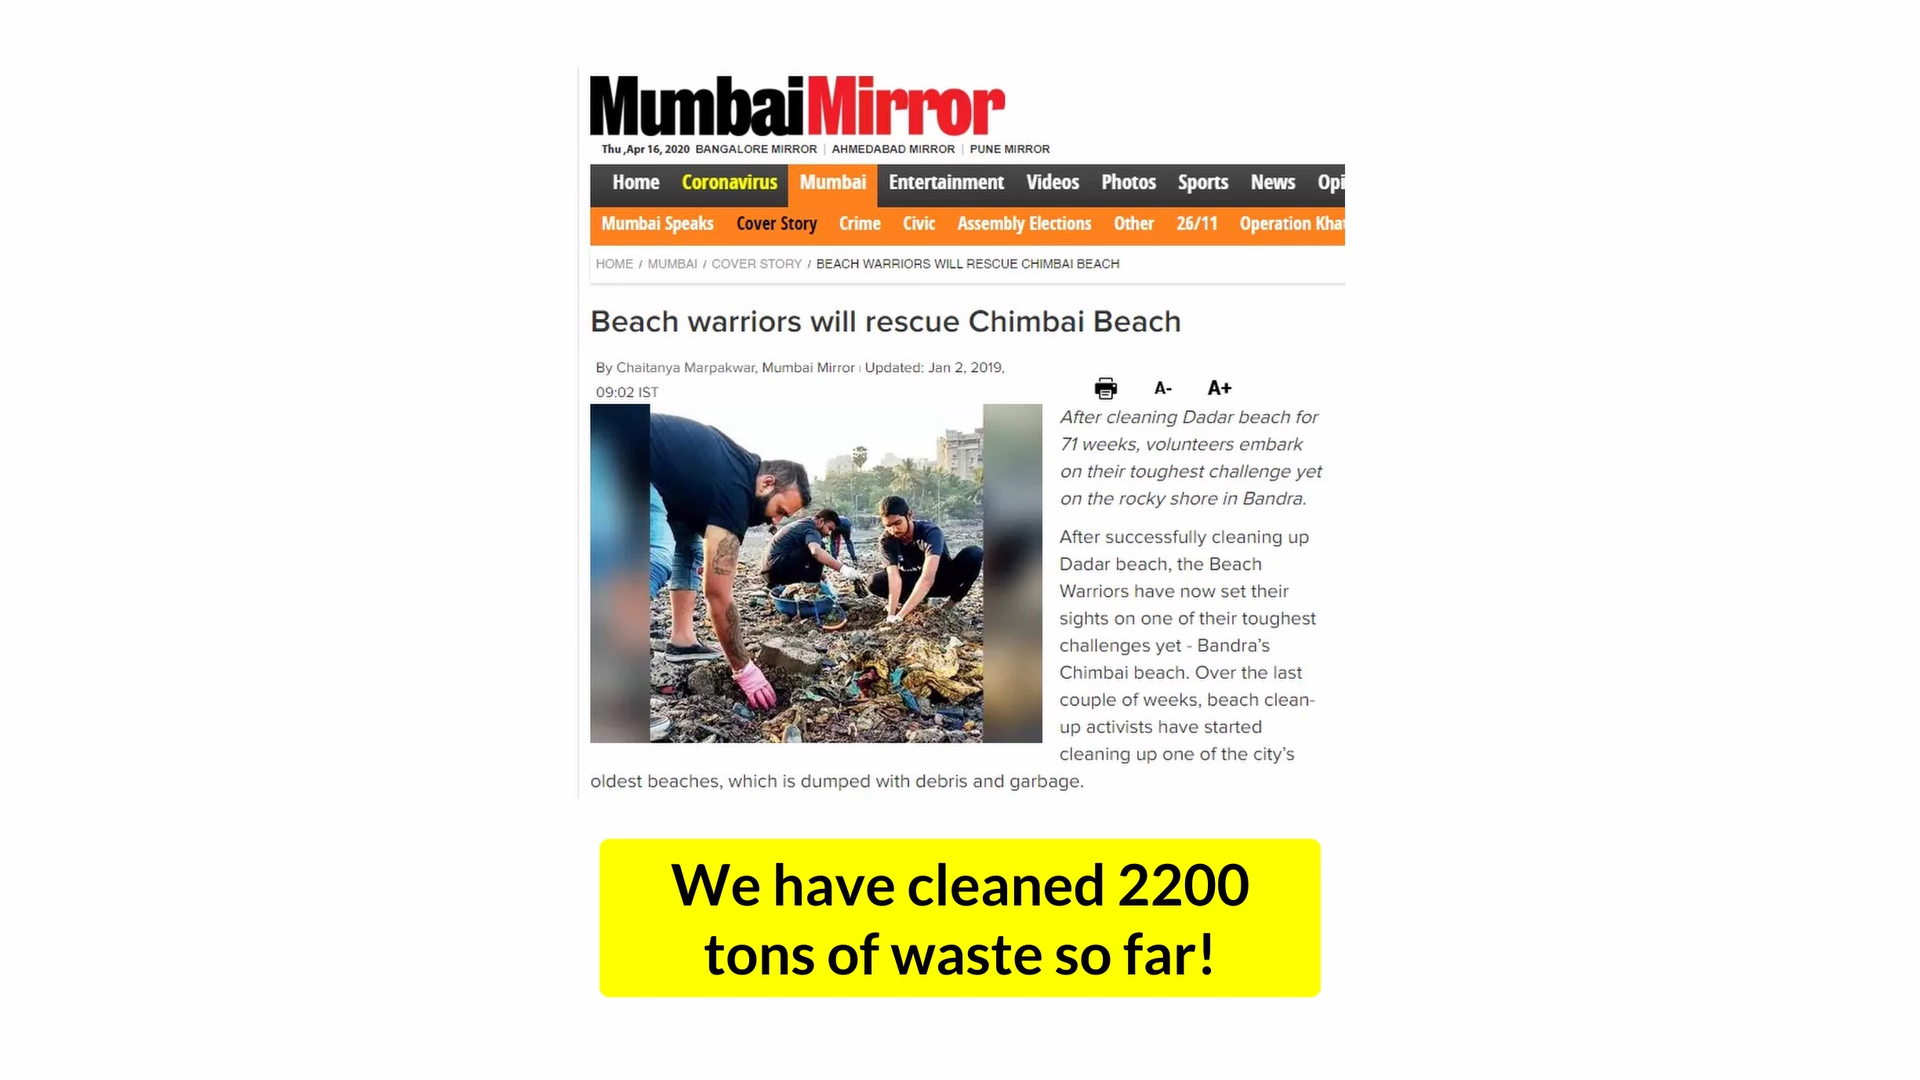 MumbaiMirror
Thu ,Apr 16, 2020 BANGALORE MIRROR | AHMEDABAD MIRROR | PUNE MIRROR
Home Coronavirus Mumbai Entertainment Videos Photos Sports News Opi
Mumbai Speaks Cover Story Crime Civic Assembly Elections Other 26/11 Operation Kha
HOME / MUMBAI / COVER STORY / BEACH WARRIORS WILL RESCUE CHIMBAI BEACH
Beach warriors will rescue Chimbai Beach
By Chaitanya Marpakwar, Mumbai Mirror | Updated: Jan 2, 2019,
09:02 IST
A- A+
After cleaning Dadar beach for
71 weeks, volunteers embark
on their toughest challenge yet
on the rocky shore in Bandra.
After successfully cleaning up
Dadar beach, the Beach
Warriors have now set their
sights on one of their toughest
challenges yet - Bandra’s
Chimbai beach. Over the last
couple of weeks, beach clean-
up activists have started
cleaning up one of the city’s
oldest beaches, which is dumped with debris and garbage.
We have cleaned 2200
tons of waste so far!